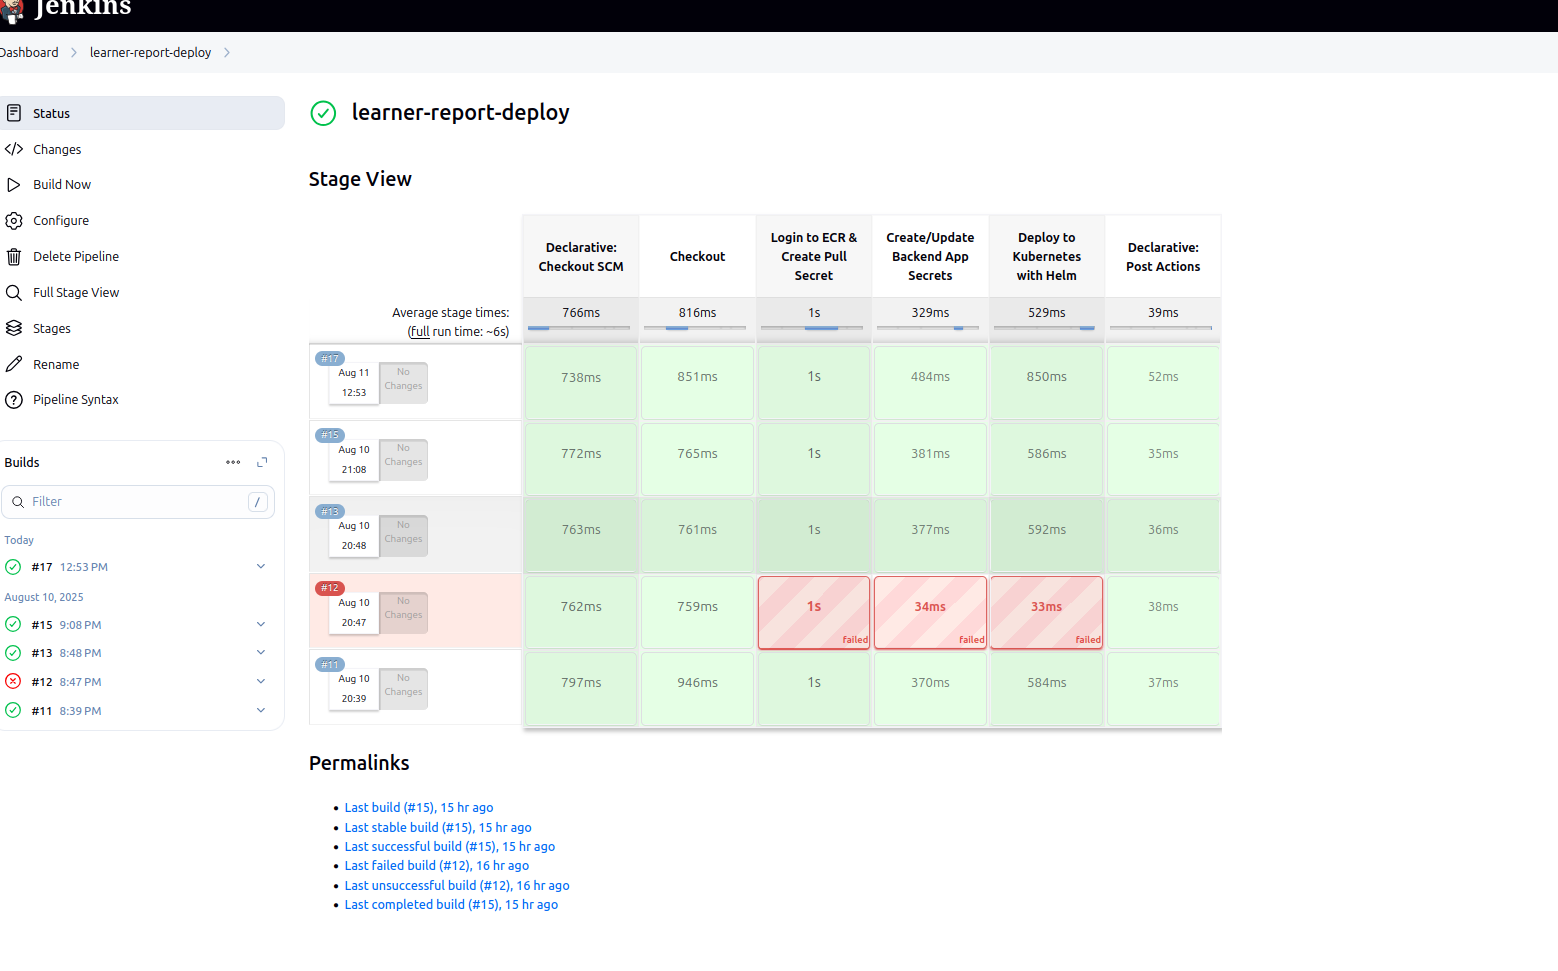 Jenkins
Dashboard
learner-report-deploy
Status
Changes
Build Now
Configure
Delete Pipeline
Full Stage View
Stages
Rename
Pipeline Syntax
Builds
Filter
/
Today
#17 12:53 PM
August 10, 2025
#15 9:08 PM
#13 8:48 PM
#12 8:47 PM
#11 8:39 PM
learner-report-deploy
Stage View
Declarative:
Checkout SCM
Checkout
Login to ECR &
Create Pull
Secret
Create/Update
Backend App
Secrets
Deploy to
Kubernetes
with Helm
Declarative:
Post Actions
Average stage times:
(full run time: ~6s)
766ms
816ms
1s
329ms
529ms
39ms
#17
Aug 11
12:53
No
Changes
738ms
851ms
1s
484ms
850ms
52ms
#15
Aug 10
21:08
No
Changes
772ms
765ms
1s
381ms
586ms
35ms
#13
Aug 10
20:48
No
Changes
763ms
761ms
1s
377ms
592ms
36ms
#12
Aug 10
20:47
No
Changes
762ms
759ms
1s
failed
34ms
failed
33ms
failed
38ms
#11
Aug 10
20:39
No
Changes
797ms
946ms
1s
370ms
584ms
37ms
Permalinks
Last build (#15), 15 hr ago
Last stable build (#15), 15 hr ago
Last successful build (#15), 15 hr ago
Last failed build (#12), 16 hr ago
Last unsuccessful build (#12), 16 hr ago
Last completed build (#15), 15 hr ago